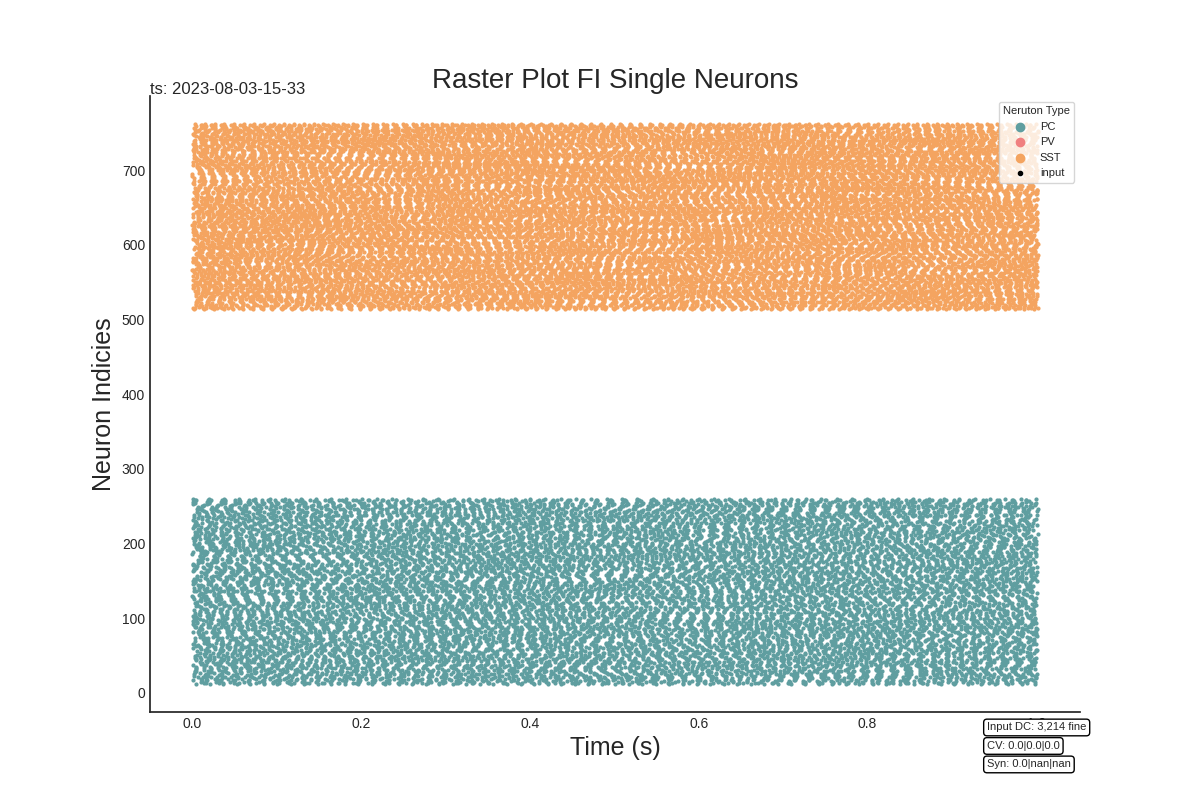 Raster Plot FI Single Neurons
ts: 2023-08-03-15-33
Neruton Type
PC
PV
SST
input
Neuron Indicies
700
600
500
400
300
200
100
0
0.0
0.2
0.4
0.6
0.8
Time (s)
Input DC: 3,214 fine
CV: 0.0|0.0|0.0
Syn: 0.0|nan|nan